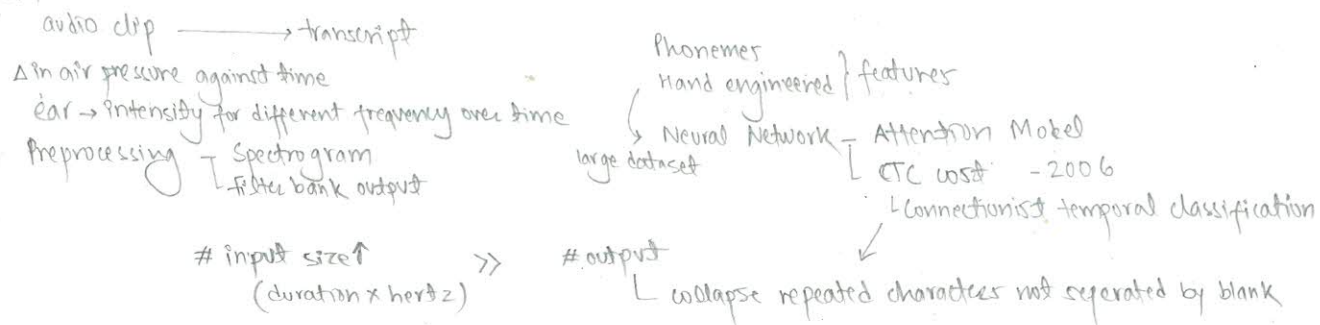 audio clip ⟶ transcript
Δ in air pressure against time
ear → intensity for different frequency over time
Preprocessing - Spectrogram
filter bank output
Phonemes
Hand engineered } features
Neural Network - Attention Mokel
large dataset
CTC cost - 2006
Connectionist temporal classification
# input size↑ >> # output
(duration x hertz)
collapse repeated characters not seperated by blank